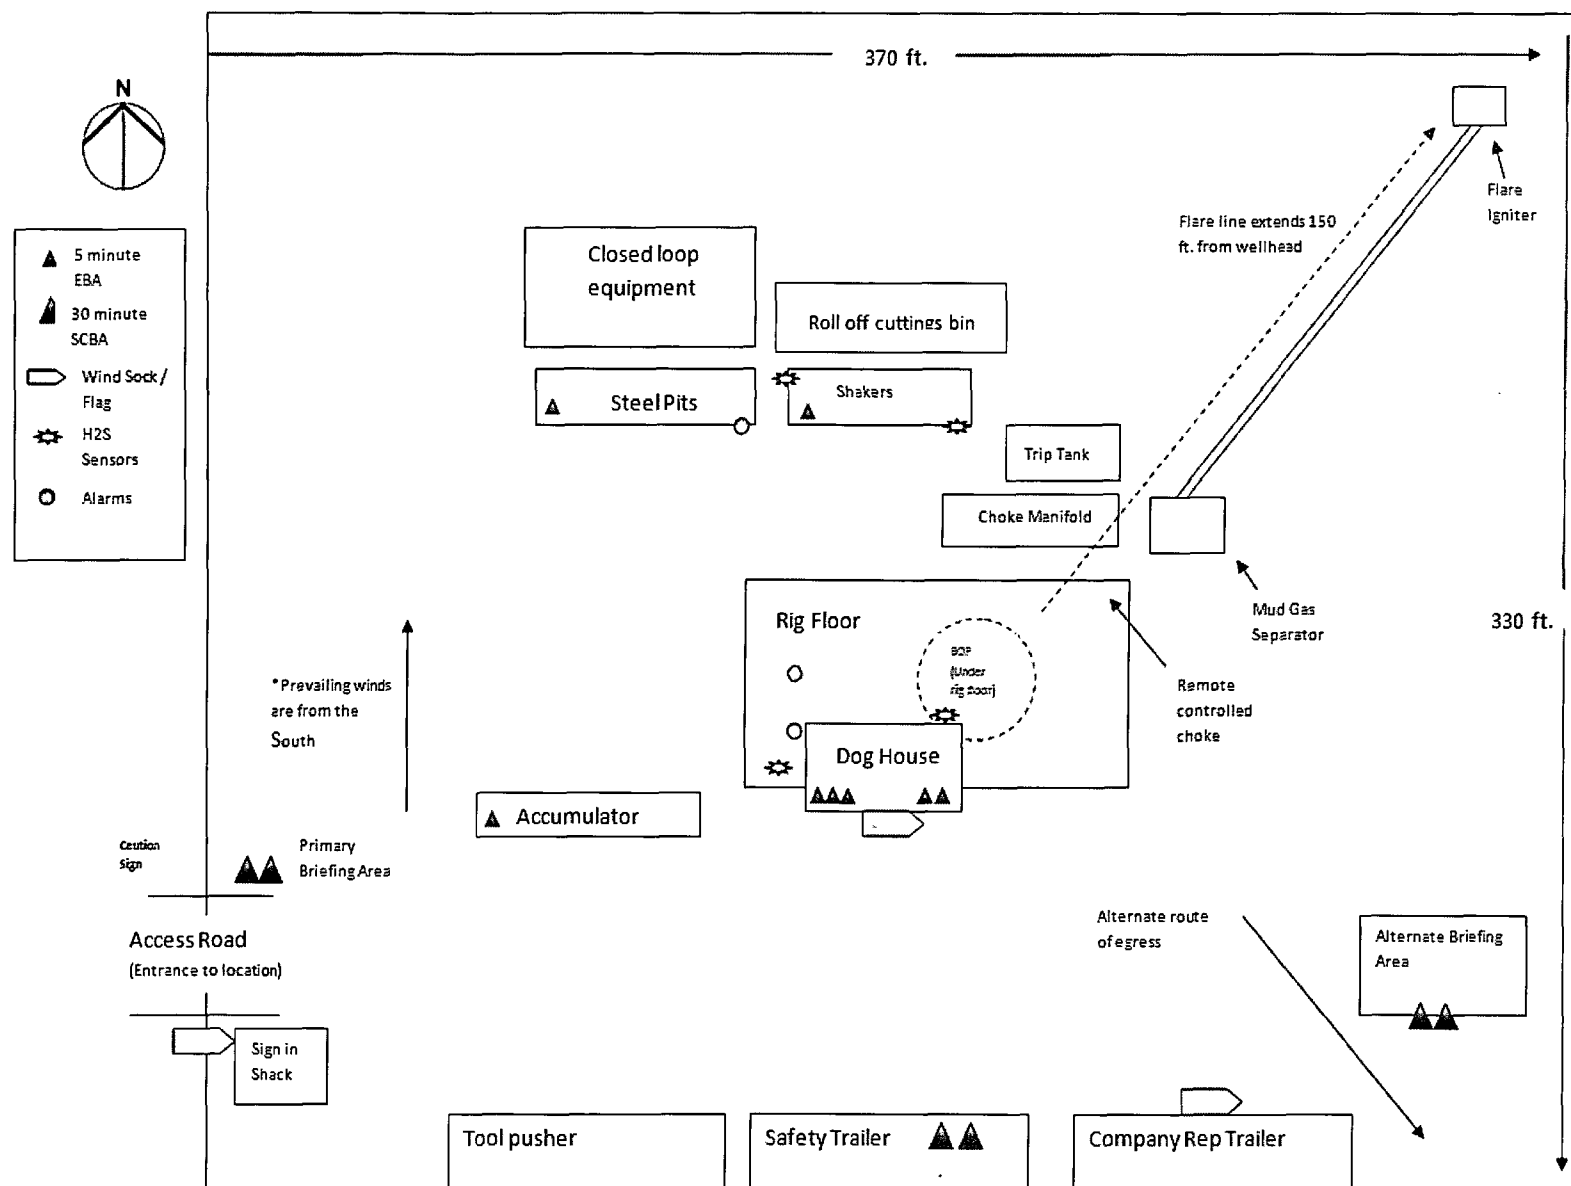 370 ft.
N
Flare
Igniter
Flare line extends 150
ft. from wellhead
5 minute
EBA
30 minute
SCBA
Wind Sock /
Flag
H2S
Sensors
Alarms
Closed loop
equipment
Roll off cuttings bin
Steel Pits
Shakers
Trip Tank
Choke Manifold
Mud Gas
Separator
330 ft.
Rig Floor
BOP
(Under
rig floor)
Remote
controlled
choke
*Prevailing winds
are from the
South
Dog House
Accumulator
Caution
Sign
Primary
Briefing Area
Access Road
(Entrance to location)
Alternate route
of egress
Alternate Briefing
Area
Sign in
Shack
Tool pusher
Safety Trailer
Company Rep Trailer